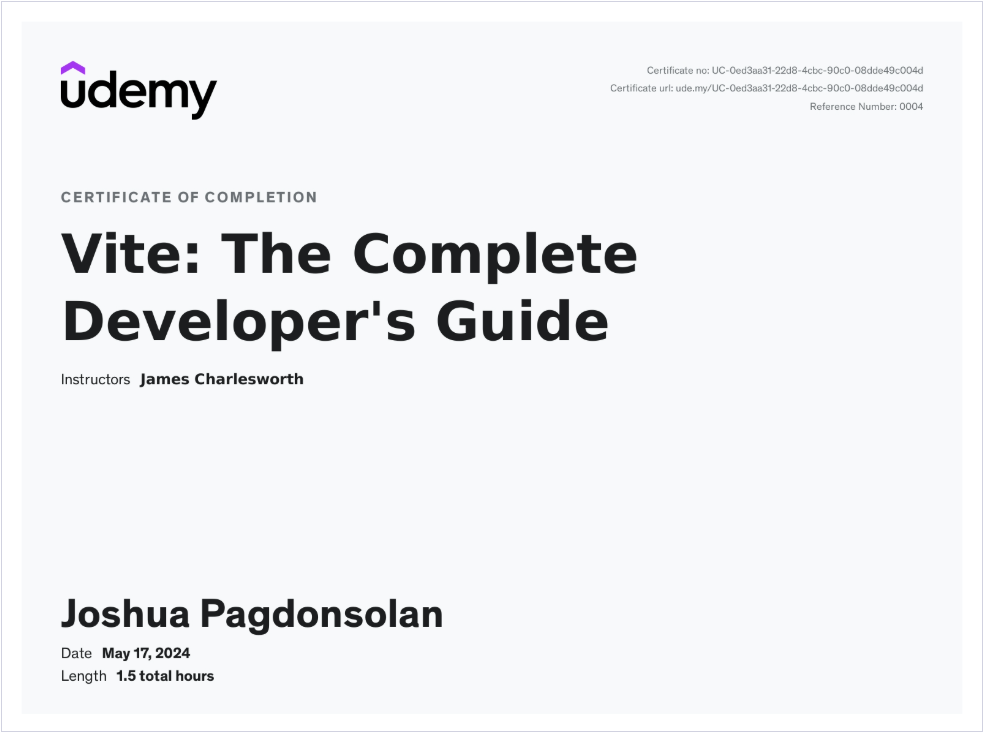 udemy
Certificate no: UC-0ed3aa31-22d8-4cbc-90c0-08dde49c004d
Certificate url: ude.my/UC-0ed3aa31-22d8-4cbc-90c0-08dde49c004d
Reference Number: 0004
CERTIFICATE OF COMPLETION
Vite: The Complete
Developer's Guide
Instructors James Charlesworth
Joshua Pagdonsolan
Date May 17, 2024
Length 1.5 total hours